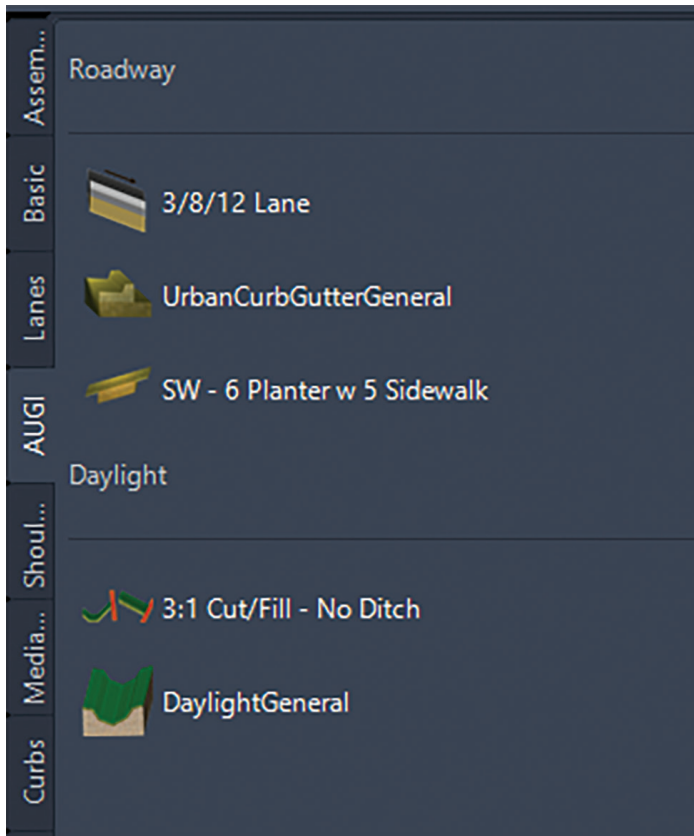 Assem...
Basic
Lanes
AUGI
Shoul...
Media...
Curbs
Roadway
3/8/12 Lane
UrbanCurbGutterGeneral
SW - 6 Planter w 5 Sidewalk
Daylight
3:1 Cut/Fill - No Ditch
DaylightGeneral